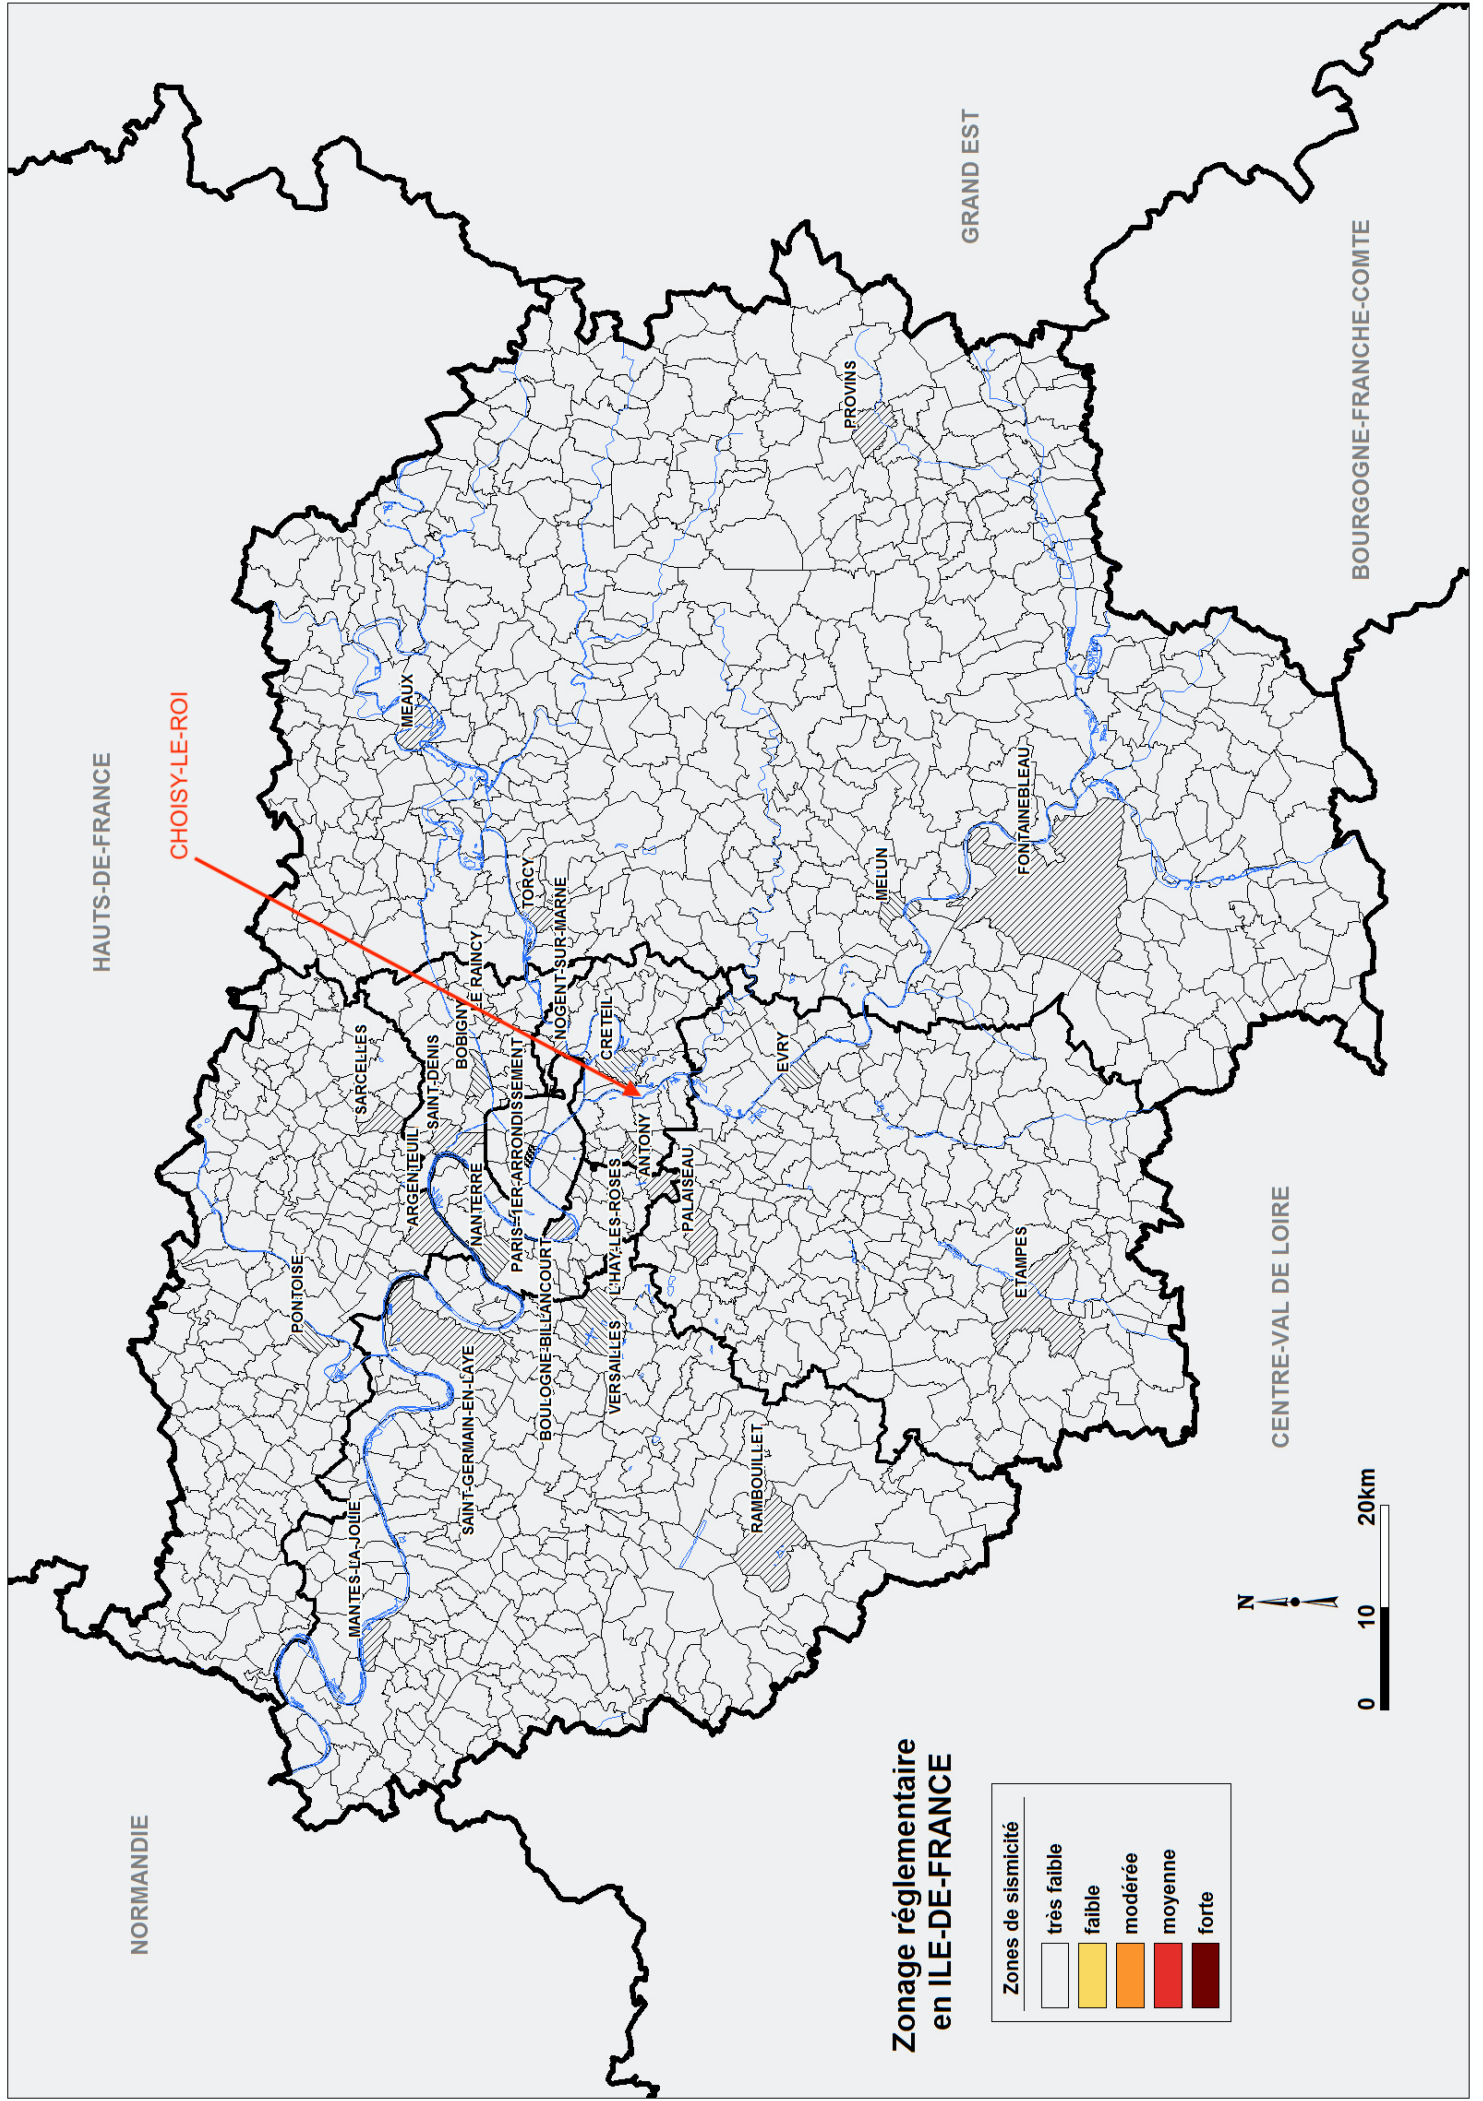 HAUTS-DE-FRANCE
NORMANDIE
GRAND EST
BOURGOGNE-FRANCHE-COMTE
CENTRE-VAL DE LOIRE
CHOISY-LE-ROI
MEAUX
PONTOISE
SARCELLES
MANTES-LA-JOLIE
ARGENTEUIL
SAINT-DENIS
BOBIGNY
LE RAINCY
TORCY
SAINT-GERMAIN-EN-LAYE
NANTERRE
PARIS-1ER-ARRONDISSEMENT
NOGENT-SUR-MARNE
BOULOGNE-BILLANCOURT
CRETEIL
VERSAILLES
L'HAY-LES-ROSES
ANTONY
PALAISEAU
RAMBOUILLET
EVRY
MELUN
PROVINS
ETAMPES
FONTAINEBLEAU
Zonage réglementaire
en ILE-DE-FRANCE
Zones de sismicité
très faible
faible
modérée
moyenne
forte
N
0 10 20km